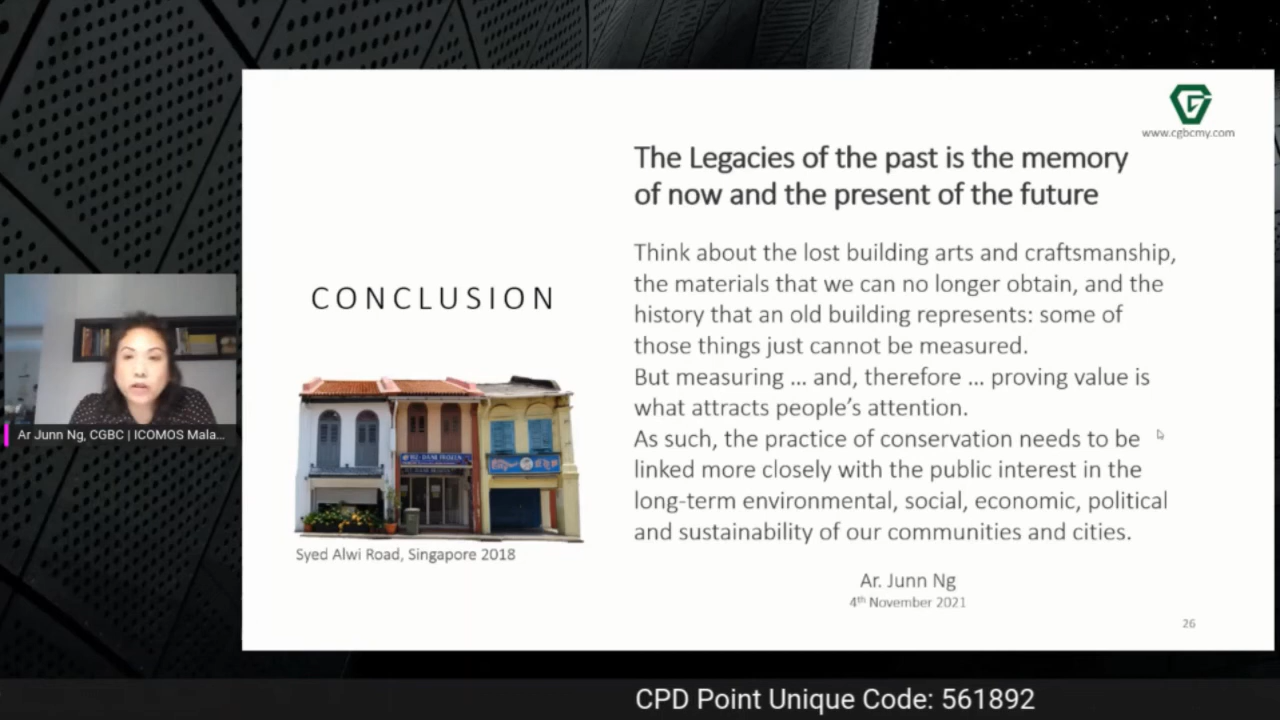 www.cgbcmy.com
The Legacies of the past is the memory
of now and the present of the future
Think about the lost building arts and craftsmanship,
the materials that we can no longer obtain, and the
history that an old building represents: some of
those things just cannot be measured.
But measuring ... and, therefore ... proving value is
what attracts people's attention.
As such, the practice of conservation needs to be
linked more closely with the public interest in the
long-term environmental, social, economic, political
and sustainability of our communities and cities.
CONCLUSION
Syed Alwi Road, Singapore 2018
Ar. Junn Ng
4th November 2021
26
Ar Junn Ng, CGBC | ICOMOS Mala...
CPD Point Unique Code: 561892